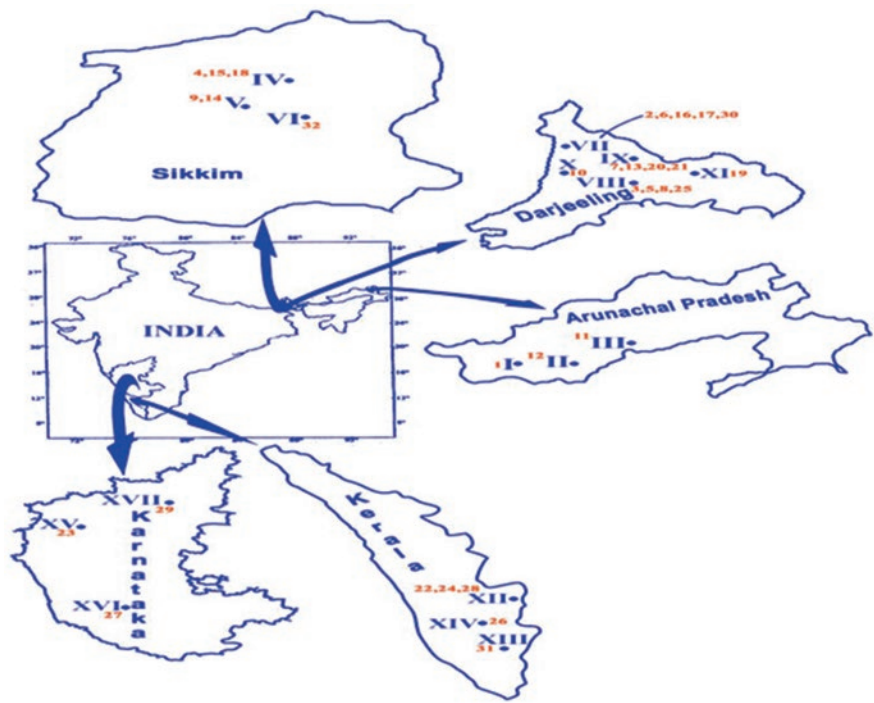 4,15,18 IV
9,14 V
VI
32
Sikkim
2,6,16,17,30
VII
IX
7,13,20,21
X
10
XI 19
VIII 3,5,8,25
Darjeeling
INDIA
Arunachal Pradesh
11 III
1 I 12 II
XVII
29
XV
23
XVI
27
Karnataka
Kerala
22,24,28
XII
XIV 26
XIII
31